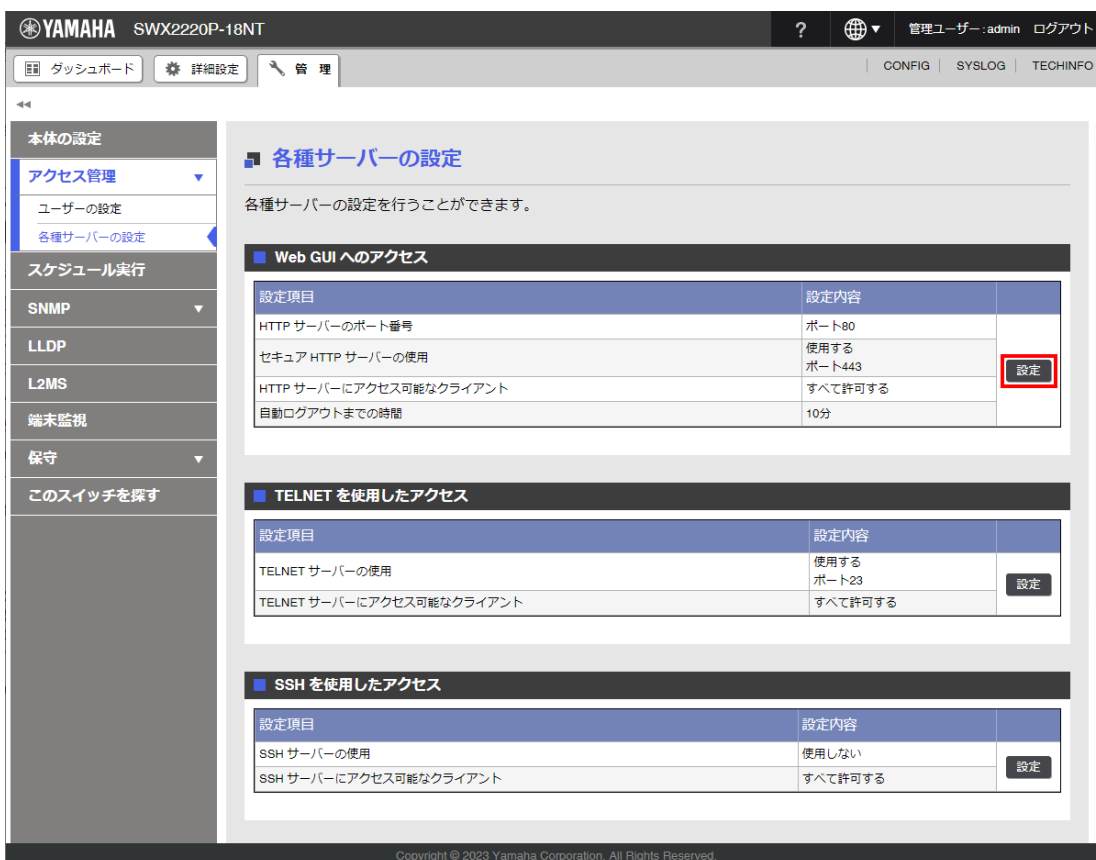 YAMAHA SWX2220P-18NT ? 管理ユーザー:admin ログアウト
ダッシュボード 詳細設定 管 理 CONFIG SYSLOG TECHINFO
本体の設定
アクセス管理
ユーザーの設定
各種サーバーの設定
スケジュール実行
SNMP
LLDP
L2MS
端末監視
保守
このスイッチを探す
各種サーバーの設定
各種サーバーの設定を行うことができます。
Web GUI へのアクセス
設定項目 設定内容
HTTP サーバーのポート番号 ポート80
セキュア HTTP サーバーの使用 使用する
ポート443
設定
HTTP サーバーにアクセス可能なクライアント すべて許可する
自動ログアウトまでの時間 10分
TELNET を使用したアクセス
設定項目 設定内容
TELNET サーバーの使用 使用する
ポート23
設定
TELNET サーバーにアクセス可能なクライアント すべて許可する
SSH を使用したアクセス
設定項目 設定内容
SSH サーバーの使用 使用しない
設定
SSH サーバーにアクセス可能なクライアント すべて許可する
Copyright © 2023 Yamaha Corporation. All Rights Reserved.